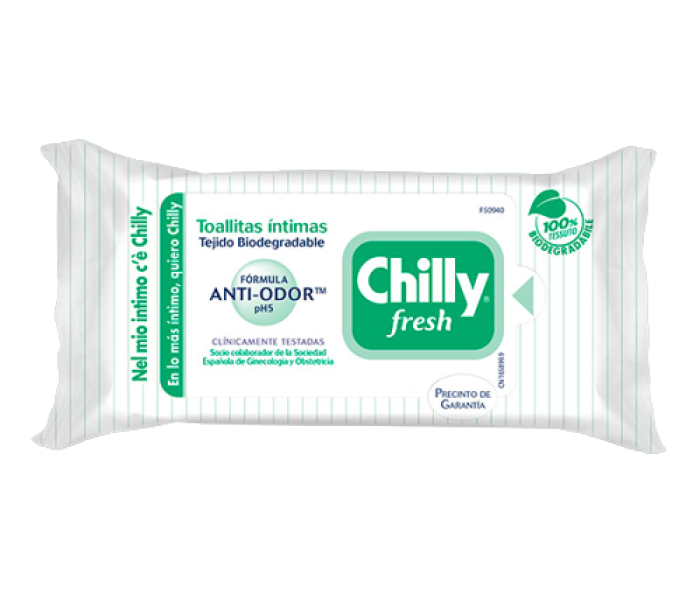 Nel mio intimo c'è Chilly
En lo más íntimo, quiero Chilly
Toallitas íntimas
Tejido Biodegradable
FÓRMULA
ANTI-ODOR™
pH5
CLÍNICAMENTE TESTADAS
Socio colaborador de la Sociedad
Española de Ginecología y Obstetricia
F50940
Chilly®
fresh
100%
TESSUTO
BIODEGRADABILE
PRECINTO DE
GARANTÍA